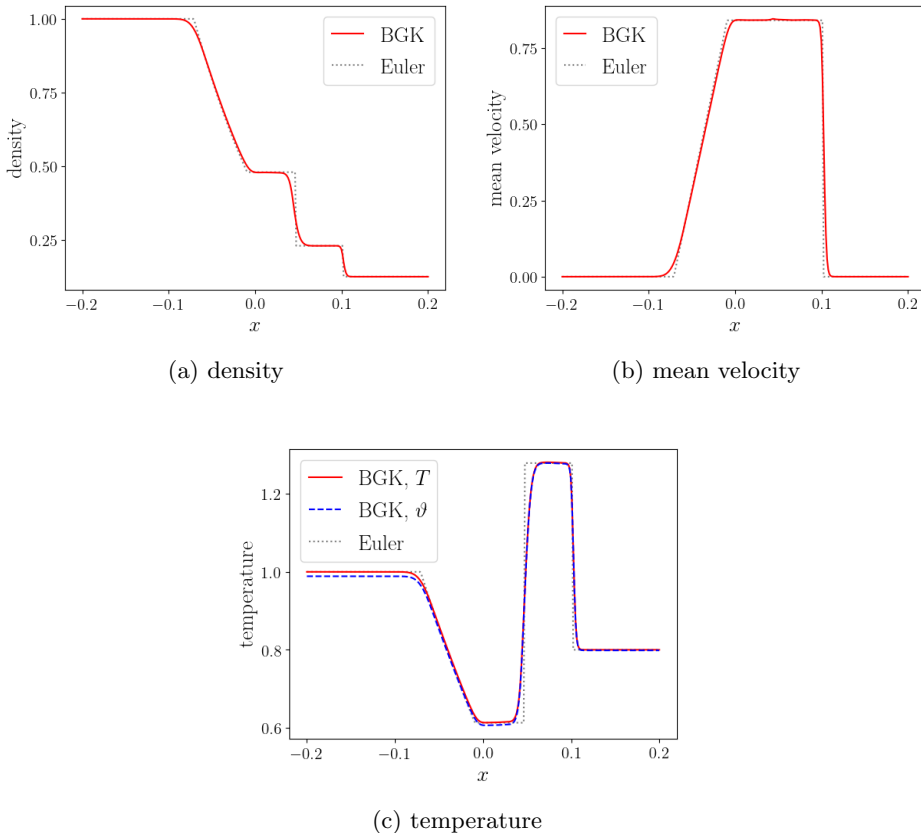 1.00
0.75
0.50
0.25
density
BGK
Euler
−0.2
−0.1
0.0
0.1
0.2
x
(a) density
0.75
0.50
0.25
0.00
mean velocity
BGK
Euler
−0.2
−0.1
0.0
0.1
0.2
x
(b) mean velocity
1.2
1.0
0.8
0.6
temperature
BGK, T
BGK, ϑ
Euler
−0.2
−0.1
0.0
0.1
0.2
x
(c) temperature